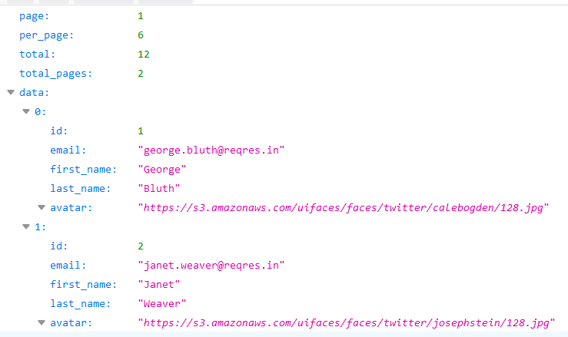 page: 1
per_page: 6
total: 12
total_pages: 2
data:
0:
id: 1
email: "george.bluth@reqres.in"
first_name: "George"
last_name: "Bluth"
avatar: "https://s3.amazonaws.com/uifaces/faces/twitter/calebogden/128.jpg"
1:
id: 2
email: "janet.weaver@reqres.in"
first_name: "Janet"
last_name: "Weaver"
avatar: "https://s3.amazonaws.com/uifaces/faces/twitter/josephstein/128.jpg"